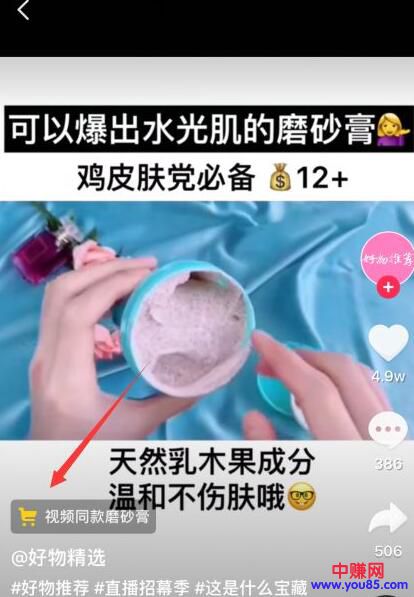 可以爆出水光肌的磨砂膏
鸡皮肤党必备 12+
好物推荐
4.9w
386
天然乳木果成分
温和不伤肤哦
视频同款磨砂膏
506
@好物精选
#好物推荐 #直播招募季 #这是什么宝藏
中赚网
www.you85.com